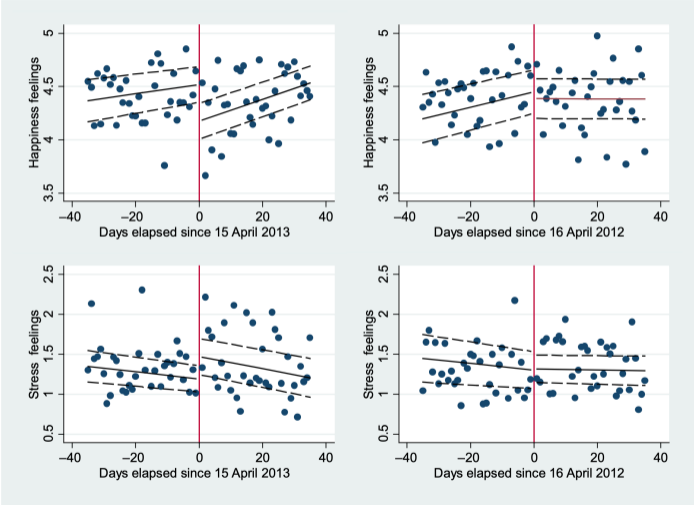 Happiness feelings
5
4.5
4
3.5
−40 −20 0 20 40
Days elapsed since 15 April 2013
Happiness feelings
5
4.5
4
3.5
−40 −20 0 20 40
Days elapsed since 16 April 2012
Stress feelings
2.5
2
1.5
1
0.5
−40 −20 0 20 40
Days elapsed since 15 April 2013
Stress feelings
2.5
2
1.5
1
0.5
−40 −20 0 20 40
Days elapsed since 16 April 2012